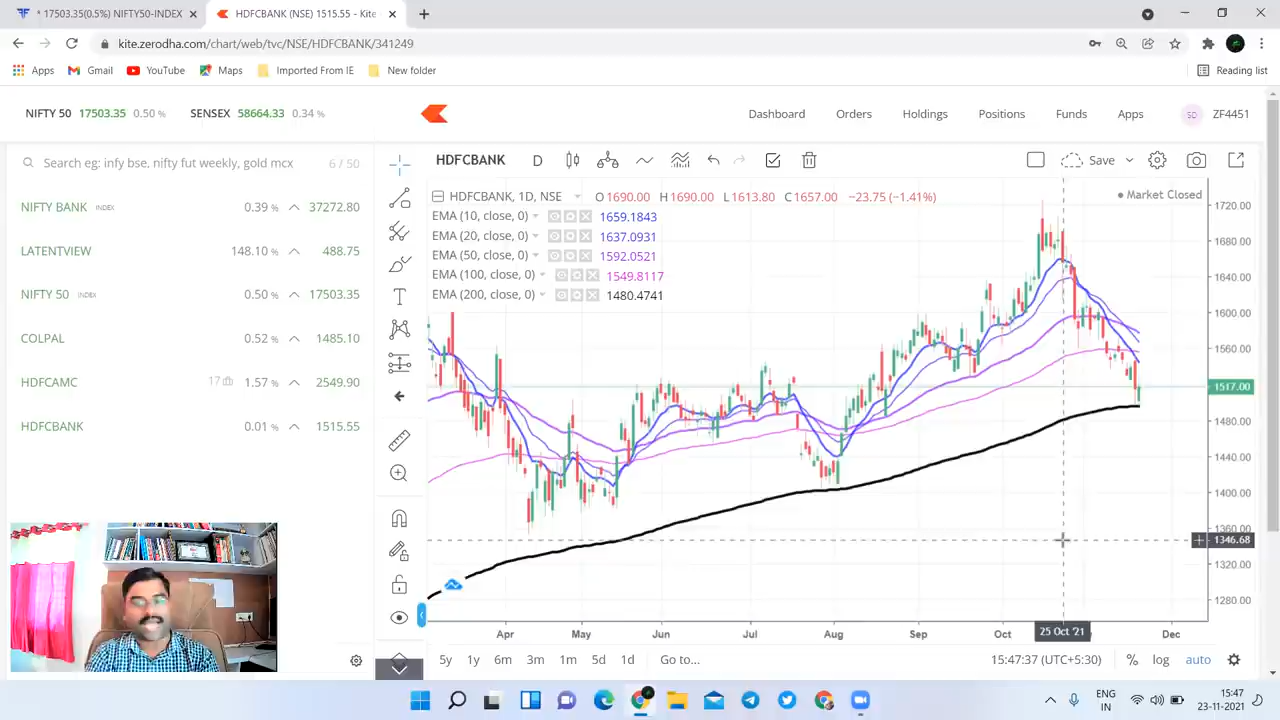 * 17503.35(0.5%) NIFTY50-INDEX
HDFCBANK (NSE) 1515.55 - Kite
kite.zerodha.com/chart/web/tvc/NSE/HDFCBANK/341249
Apps Gmail YouTube Maps Imported From IE New folder Reading list
NIFTY 50 17503.35 0.50 % SENSEX 58664.33 0.34 %
Dashboard Orders Holdings Positions Funds Apps SD ZF4451
Search eg: infy bse, nifty fut weekly, gold mcx 6 / 50
NIFTY BANK INDEX 0.39 % 37272.80
LATENTVIEW 148.10 % 488.75
NIFTY 50 INDEX 0.50 % 17503.35
COLPAL 0.52 % 1485.10
HDFCAMC 17 1.57 % 2549.90
HDFCBANK 0.01 % 1515.55
HDFCBANK D Save
HDFCBANK, 1D, NSE O1690.00 H1690.00 L1613.80 C1657.00 −23.75 (−1.41%)
Market Closed
EMA (10, close, 0) 1659.1843
EMA (20, close, 0) 1637.0931
EMA (50, close, 0) 1592.0521
EMA (100, close, 0) 1549.8117
EMA (200, close, 0) 1480.4741
1720.00
1680.00
1640.00
1600.00
1560.00
1517.00
1480.00
1440.00
1400.00
1360.00
1346.68
1320.00
1280.00
Apr May Jun Jul Aug Sep Oct 25 Oct '21 Dec
5y 1y 6m 3m 1m 5d 1d Go to... 15:47:37 (UTC+5:30) % log auto
ENG
IN
15:47
23-11-2021